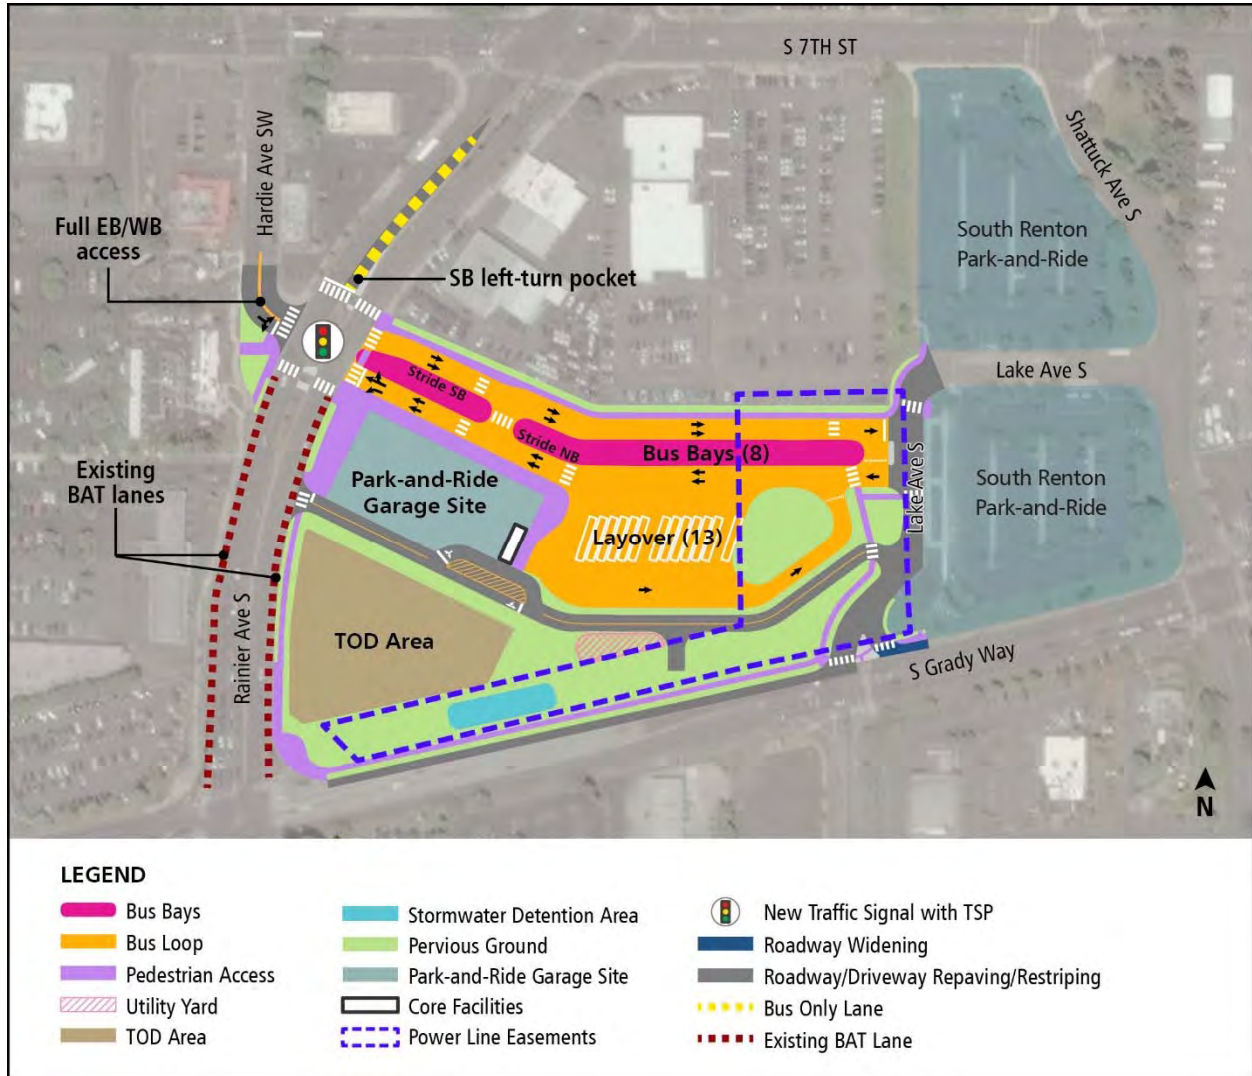 S 7TH ST
Hardie Ave SW
Shattuck Ave S
Full EB/WB
access
SB left-turn pocket
South Renton
Park-and-Ride
Lake Ave S
Stride SB
Stride NB
Bus Bays (8)
Existing
BAT lanes
Park-and-Ride
Garage Site
Layover (13)
Lake Ave S
South Renton
Park-and-Ride
Rainier Ave S
TOD Area
S Grady Way
N
LEGEND
Bus Bays
Bus Loop
Pedestrian Access
Utility Yard
TOD Area
Stormwater Detention Area
Pervious Ground
Park-and-Ride Garage Site
Core Facilities
Power Line Easements
New Traffic Signal with TSP
Roadway Widening
Roadway/Driveway Repaving/Restriping
Bus Only Lane
Existing BAT Lane